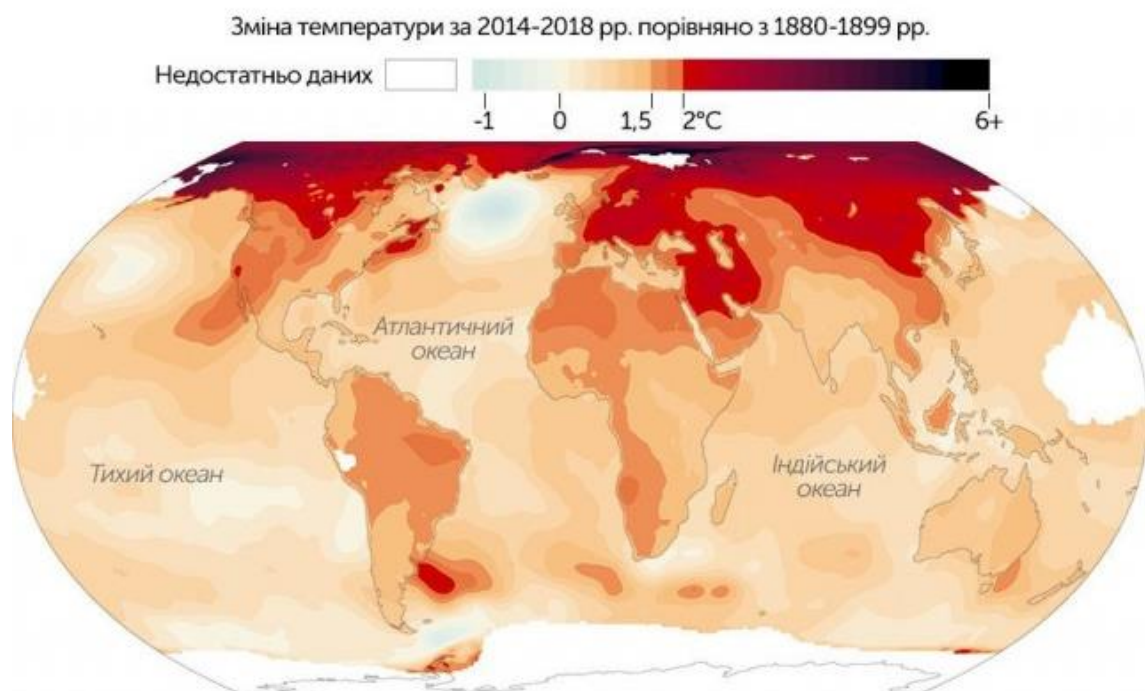 Зміна температури за 2014-2018 рр. порівняно з 1880-1899 рр.
Недостатньо даних
-1 0 1,5 2°C 6+
Атлантичний
океан
Тихий океан
Індійський
океан